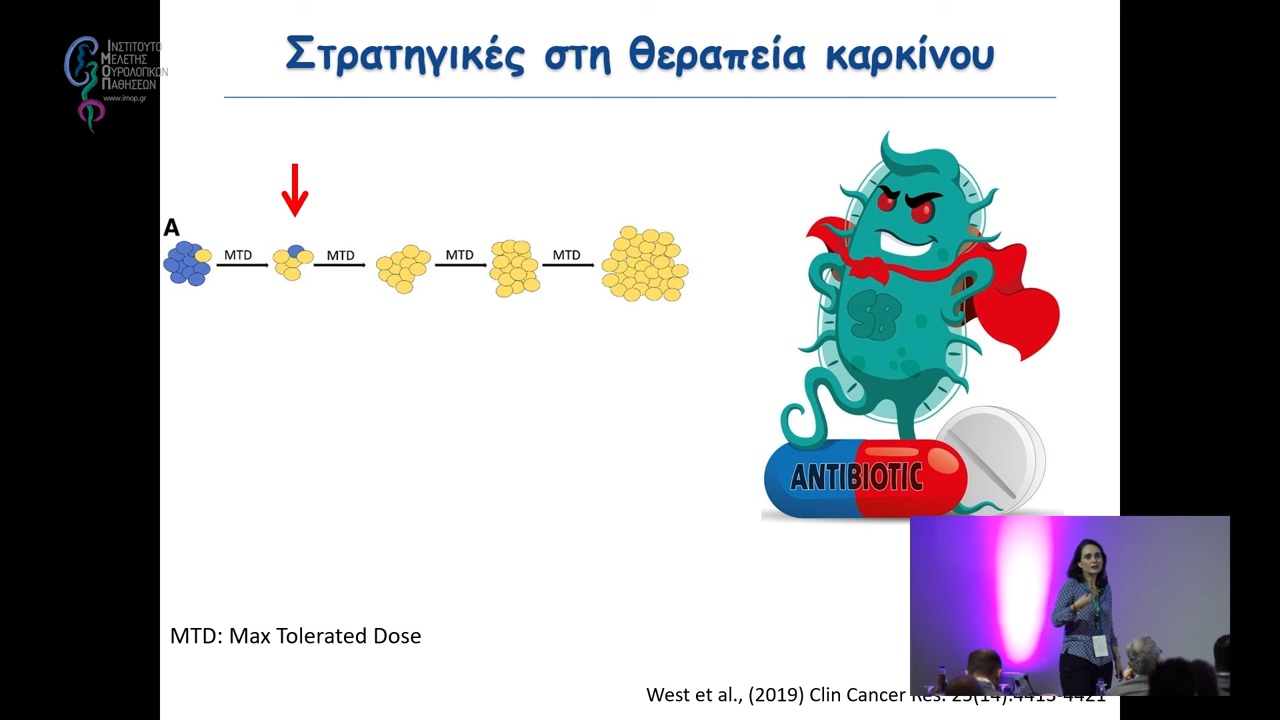 ΙΝΣΤΙΤΟΥΤΟ
ΜΕΛΕΤΗΣ
ΟΥΡΟΛΟΓΙΚΩΝ
ΠΑΘΗΣΕΩΝ
www.imop.gr
Στρατηγικές στη θεραπεία καρκίνου
A
MTD
MTD
MTD
MTD
SB
ANTIBIOTIC
MTD: Max Tolerated Dose
West et al., (2019) Clin Cancer Res. 25(14):4413-4421